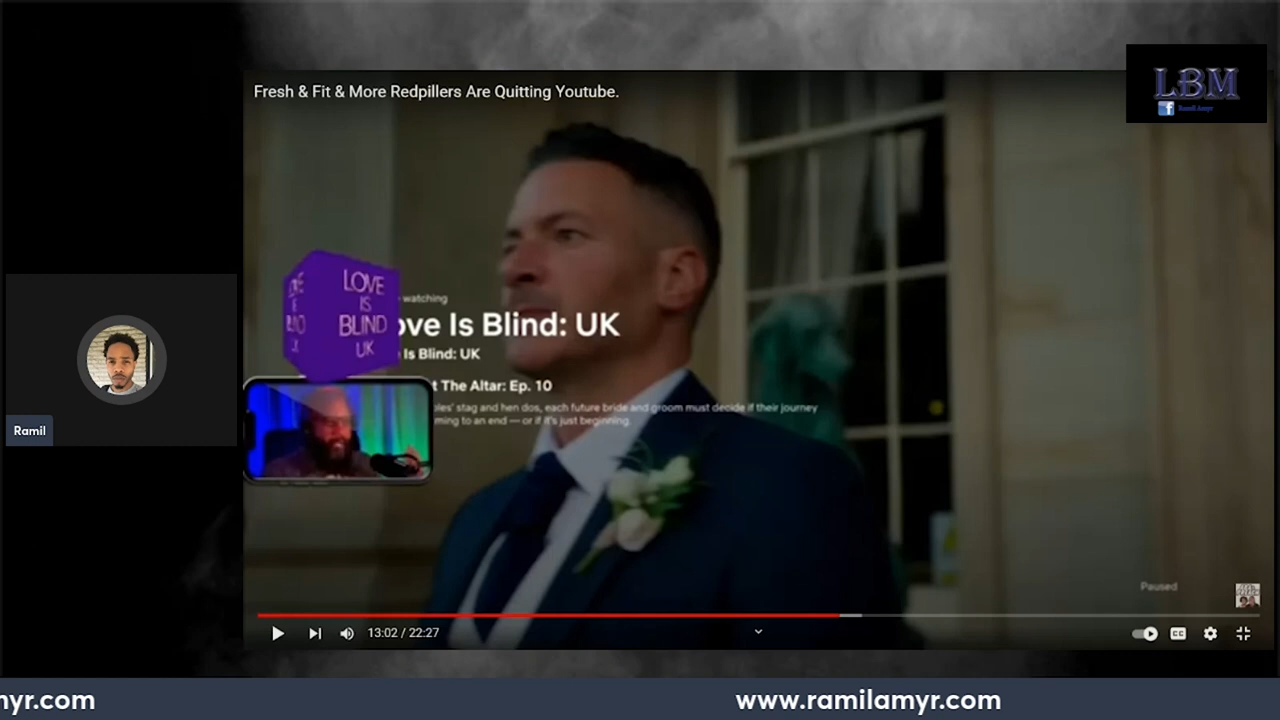 Fresh & Fit & More Redpillers Are Quitting Youtube.
LBM
Ramil Amyr
LOVE
IS
BLIND
UK
watching
ove Is Blind: UK
Is Blind: UK
t The Altar: Ep. 10
ples' stag and hen dos, each future bride and groom must decide if their journey
ming to an end — or if it's just beginning.
Ramil
Paused
13:02 / 22:27
CC
myr.com
www.ramilamyr.com